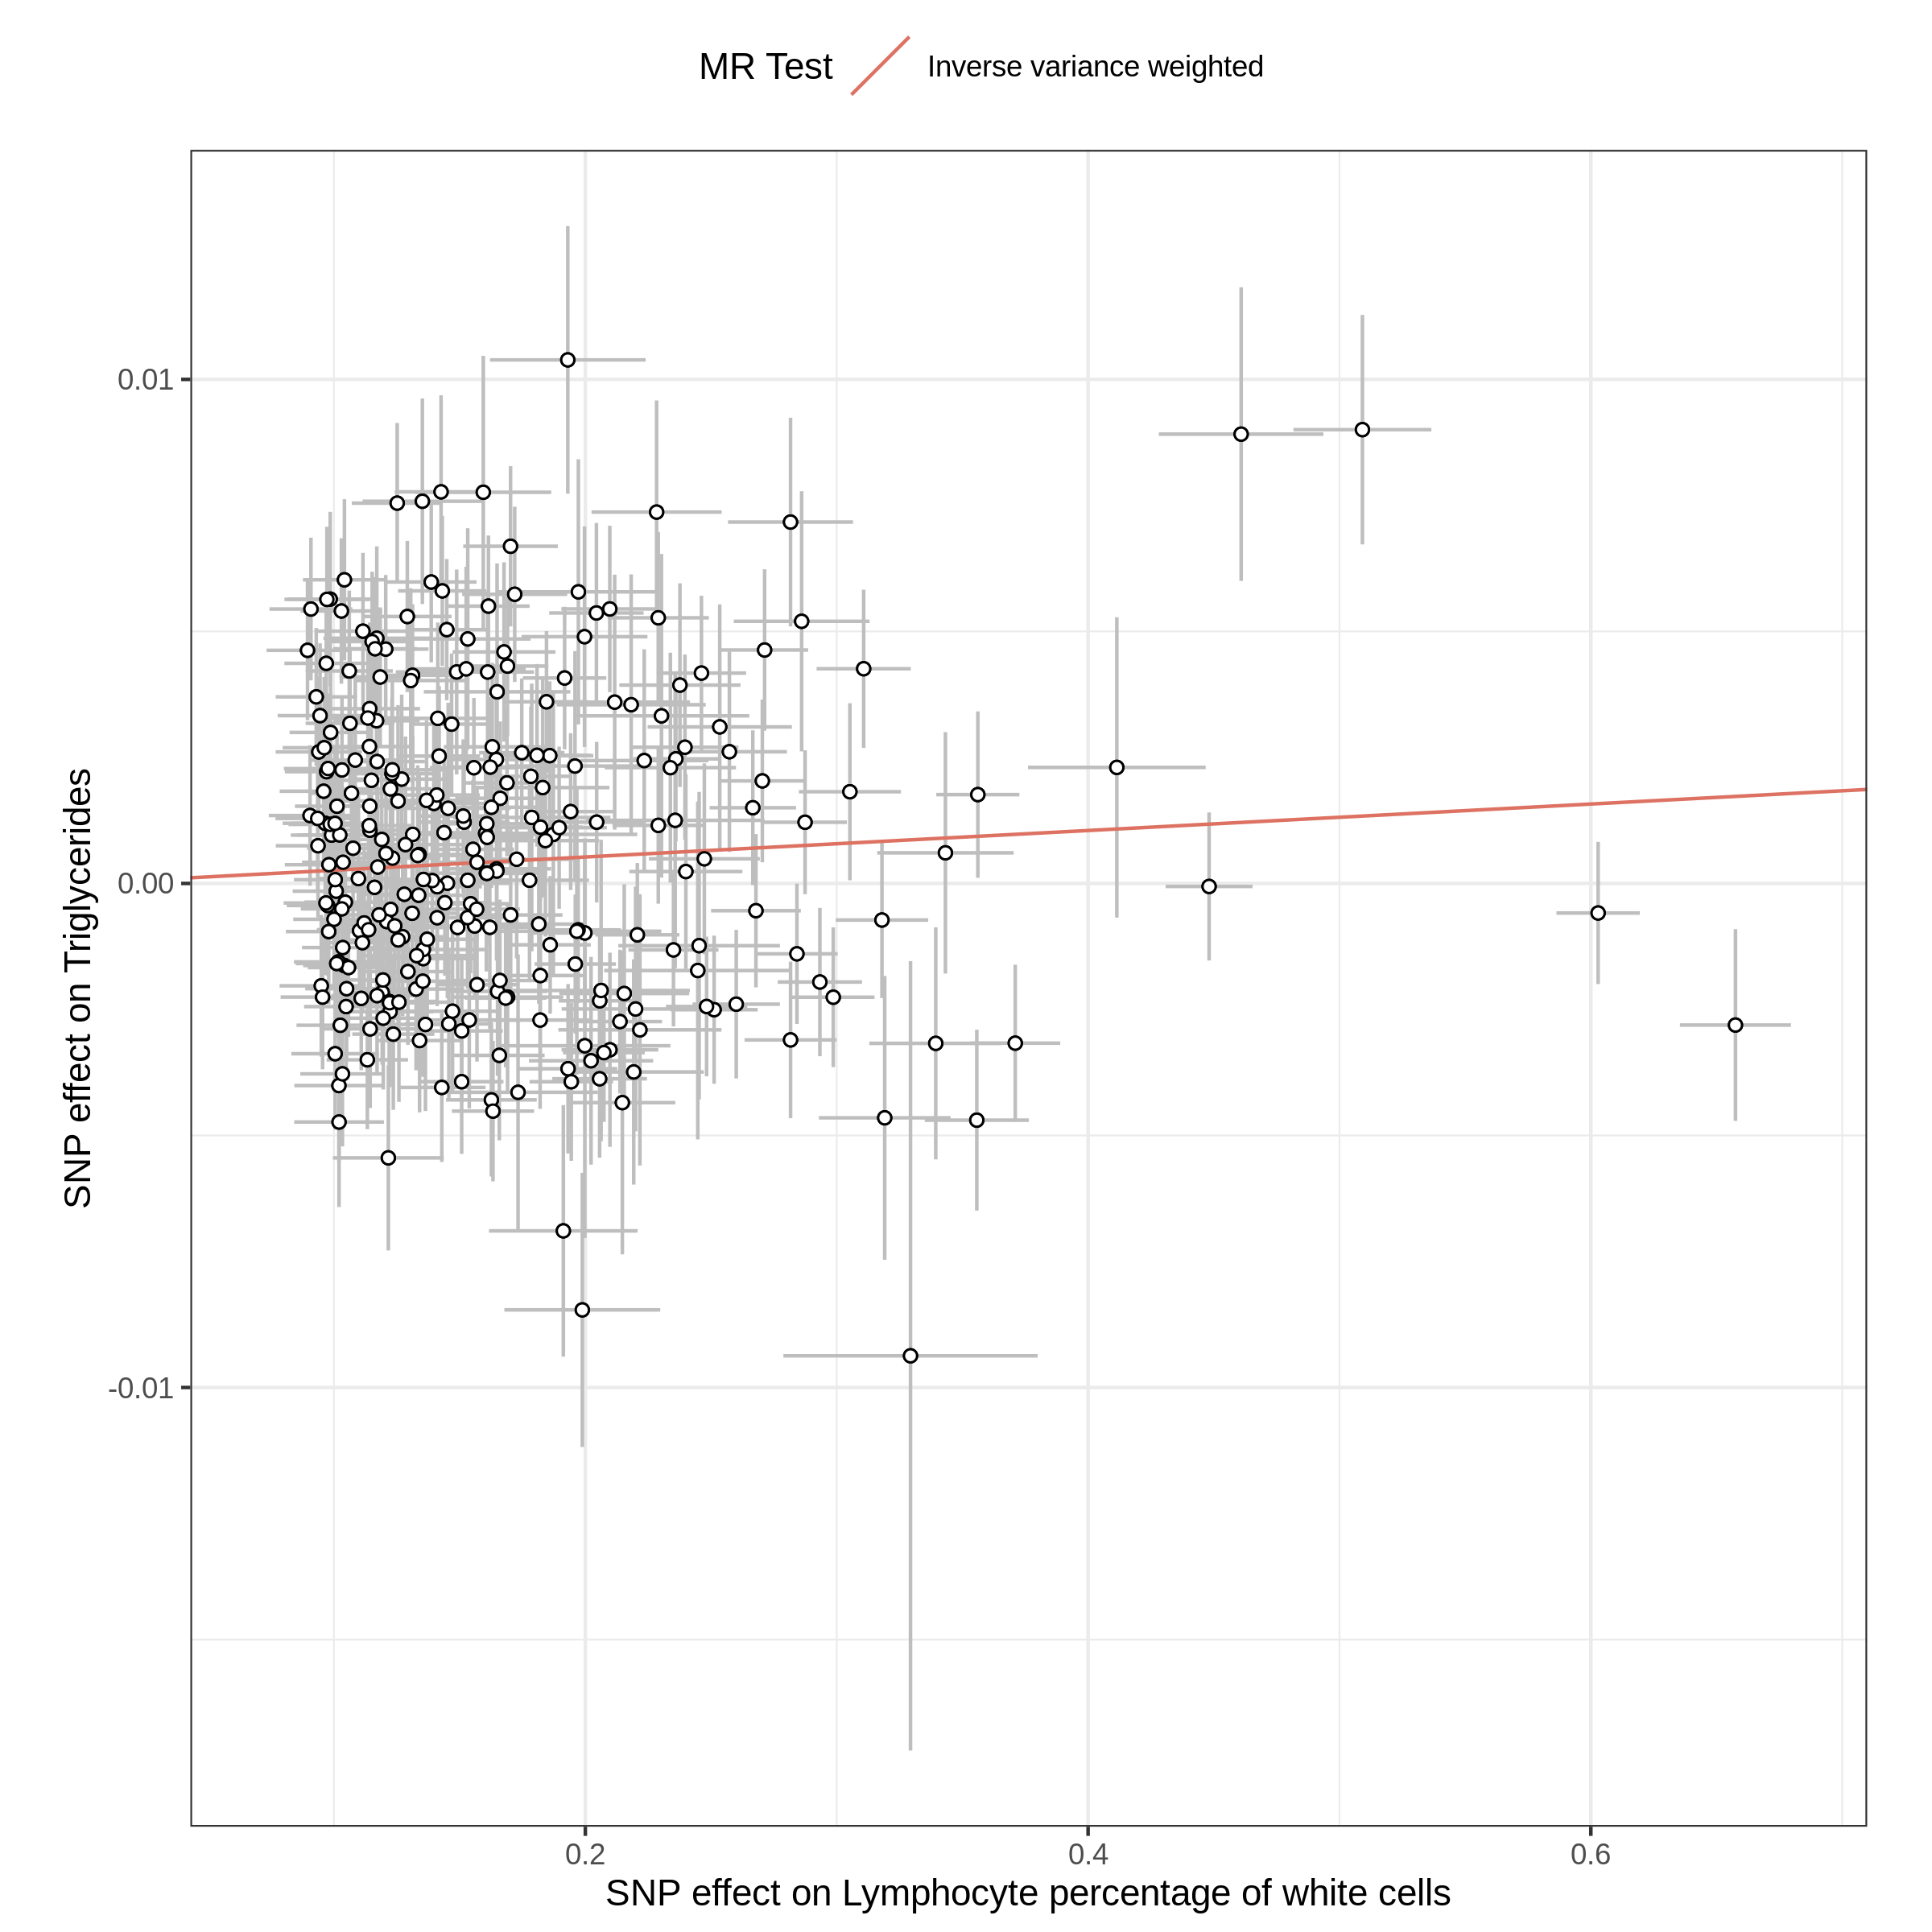 MR Test Inverse variance weighted
0.01
0.00
-0.01
SNP effect on Triglycerides
0.2 0.4 0.6
SNP effect on Lymphocyte percentage of white cells